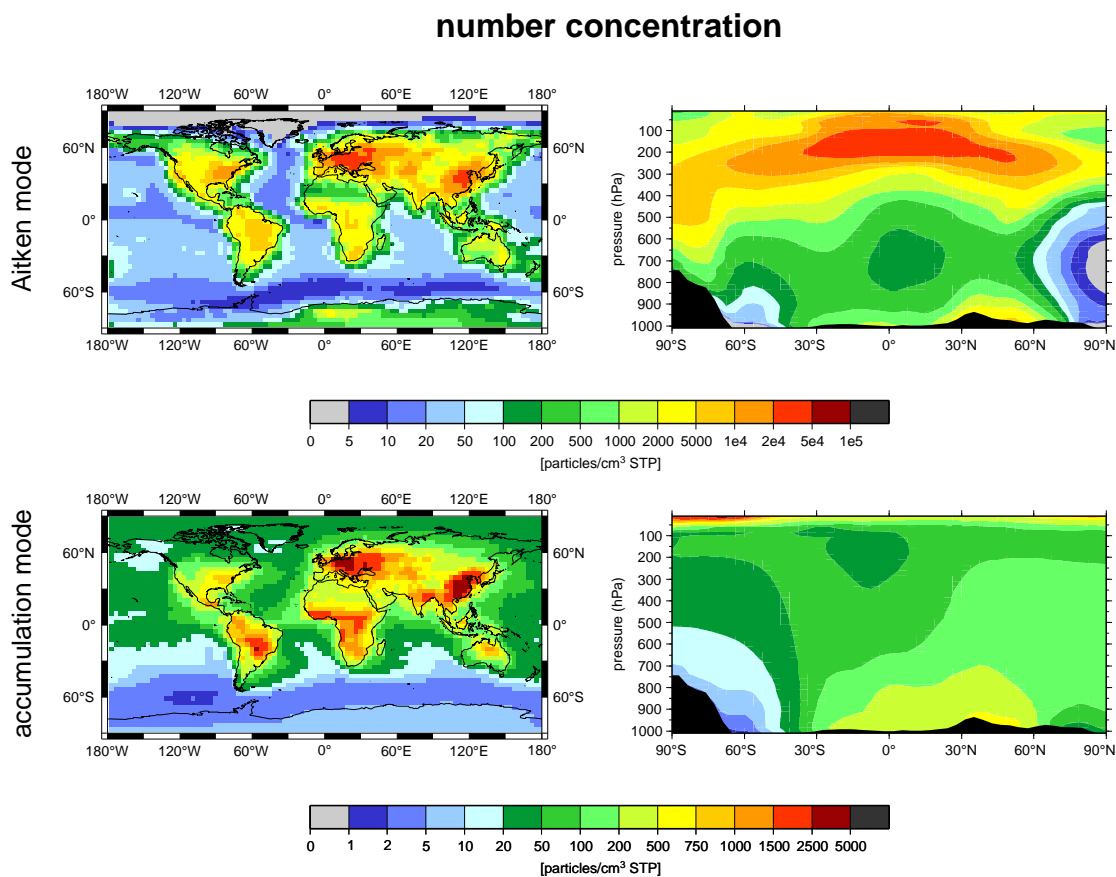 number concentration
Aitken mode
180°W 120°W 60°W 0° 60°E 120°E 180°
60°N 60°N
0° 0°
60°S 60°S
180°W 120°W 60°W 0° 60°E 120°E 180°
pressure (hPa)
100
200
300
400
500
600
700
800
900
1000
90°S 60°S 30°S 0° 30°N 60°N 90°N
0 5 10 20 50 100 200 500 1000 2000 5000 1e4 2e4 5e4 1e5
[particles/cm³ STP]
accumulation mode
180°W 120°W 60°W 0° 60°E 120°E 180°
60°N 60°N
0° 0°
60°S 60°S
180°W 120°W 60°W 0° 60°E 120°E 180°
pressure (hPa)
100
200
300
400
500
600
700
800
900
1000
90°S 60°S 30°S 0° 30°N 60°N 90°N
0 1 2 5 10 20 50 100 200 500 750 1000 1500 2500 5000
[particles/cm³ STP]